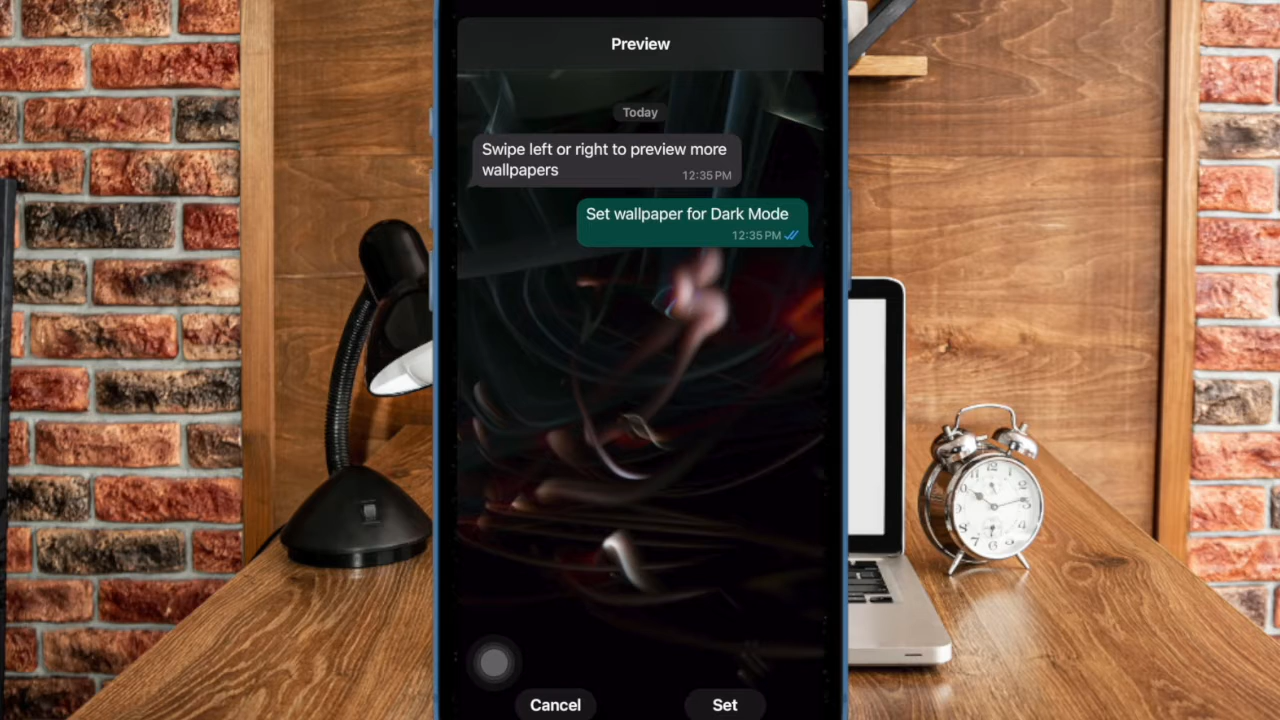 Preview
Today
Swipe left or right to preview more
wallpapers
12:35 PM
Set wallpaper for Dark Mode
12:35 PM
Cancel
Set